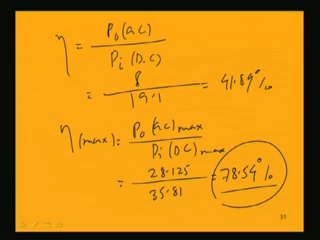 η = P₀(a.c) / Pᵢ(D.C)
= 8 / 19.1 = 41.89%
η(max) = P₀(a.c)max / Pᵢ(DC)max
= 28.125 / 35.81 = 78.54%
31